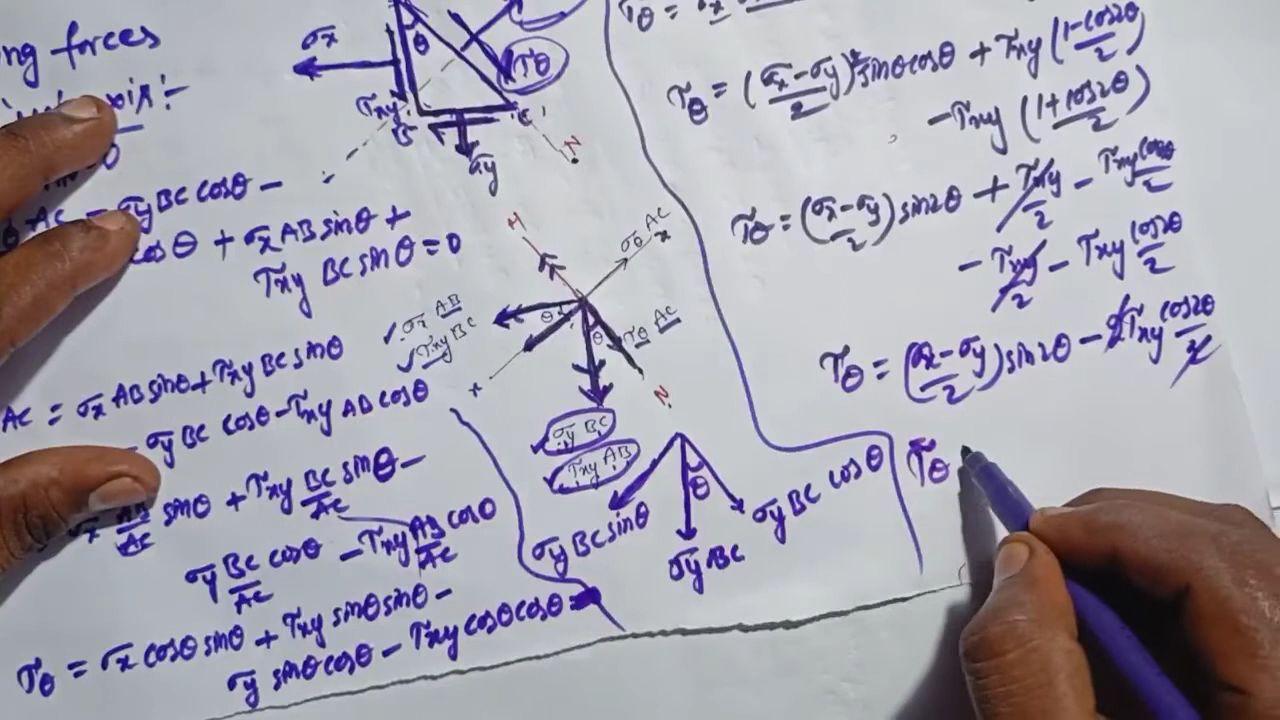 ng forces
σx
θ
τθ
τxy
B
C
σy
N
AC = σy BC cosθ -
cosθ + σx AB sinθ +
τxy BC sinθ = 0
M
σθ AC
x
σx AB
τxy BC
θ
θ
τθ AC
x
N
σy BC
τxy AB
AC = σx AB sinθ + τxy BC sinθ
- σy BC cosθ - τxy AB cosθ
σx AB/AC sinθ + τxy BC/AC sinθ -
σy BC/AC cosθ - τxy AB/AC cosθ
τθ = σx cosθ sinθ + τxy sinθ sinθ -
σy sinθ cosθ - τxy cosθ cosθ
θ
σy BC sinθ
σy BC
σy BC cosθ
τθ = σx
τθ = (σx - σy/2)² sinθ cosθ + τxy (1 - cos2θ/2)
- τxy (1 + cos2θ/2)
τθ = (σx - σy/2) sin2θ + τxy/2 - τxy cos2θ/2
- τxy/2 - τxy cos2θ/2
τθ = (σx - σy/2) sin2θ - 2τxy cos2θ/2
τθ